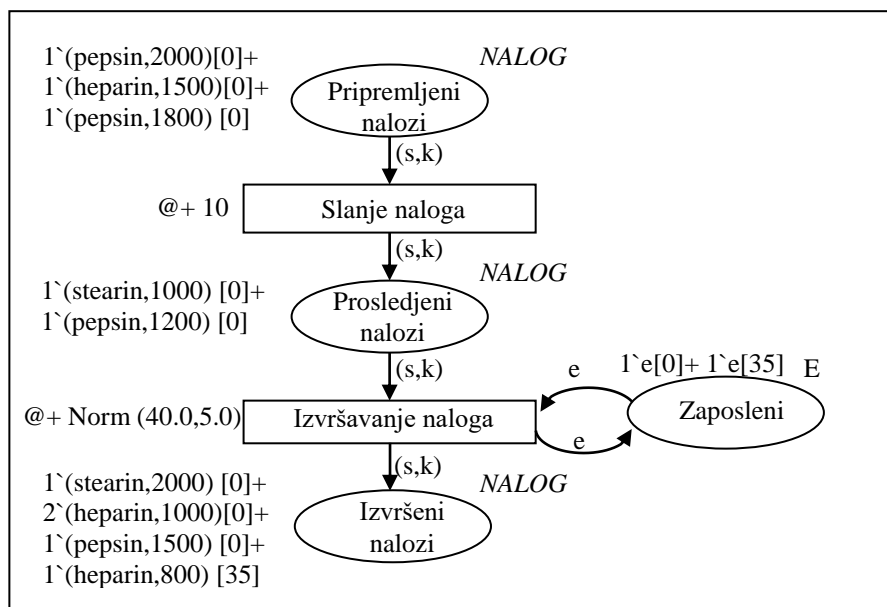 1`(pepsin,2000)[0]+
1`(heparin,1500)[0]+
1`(pepsin,1800) [0]
NALOG
Pripremljeni
nalozi
(s,k)
@+ 10
Slanje naloga
(s,k)
NALOG
1`(stearin,1000) [0]+
1`(pepsin,1200) [0]
Prosledjeni
nalozi
(s,k)
1`e[0]+ 1`e[35]
E
e
Zaposleni
@+ Norm (40.0,5.0)
Izvršavanje naloga
e
(s,k)
NALOG
1`(stearin,2000) [0]+
2`(heparin,1000)[0]+
1`(pepsin,1500) [0]+
1`(heparin,800) [35]
Izvršeni
nalozi